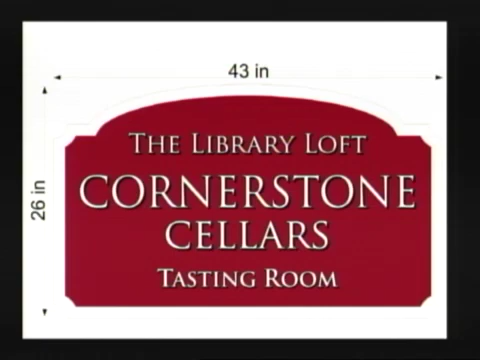 43 in
26 in
The Library Loft
CORNERSTONE
CELLARS
Tasting Room